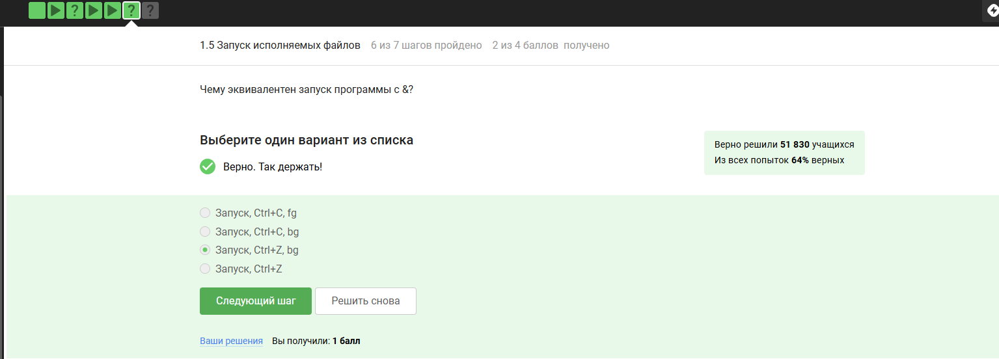 ? ? ?
1.5 Запуск исполняемых файлов 6 из 7 шагов пройдено 2 из 4 баллов получено
Чему эквивалентен запуск программы с &?
Выберите один вариант из списка
Верно. Так держать!
Верно решили 51 830 учащихся
Из всех попыток 64% верных
Запуск, Ctrl+C, fg
Запуск, Ctrl+C, bg
Запуск, Ctrl+Z, bg
Запуск, Ctrl+Z
Следующий шаг Решить снова
Ваши решения Вы получили: 1 балл